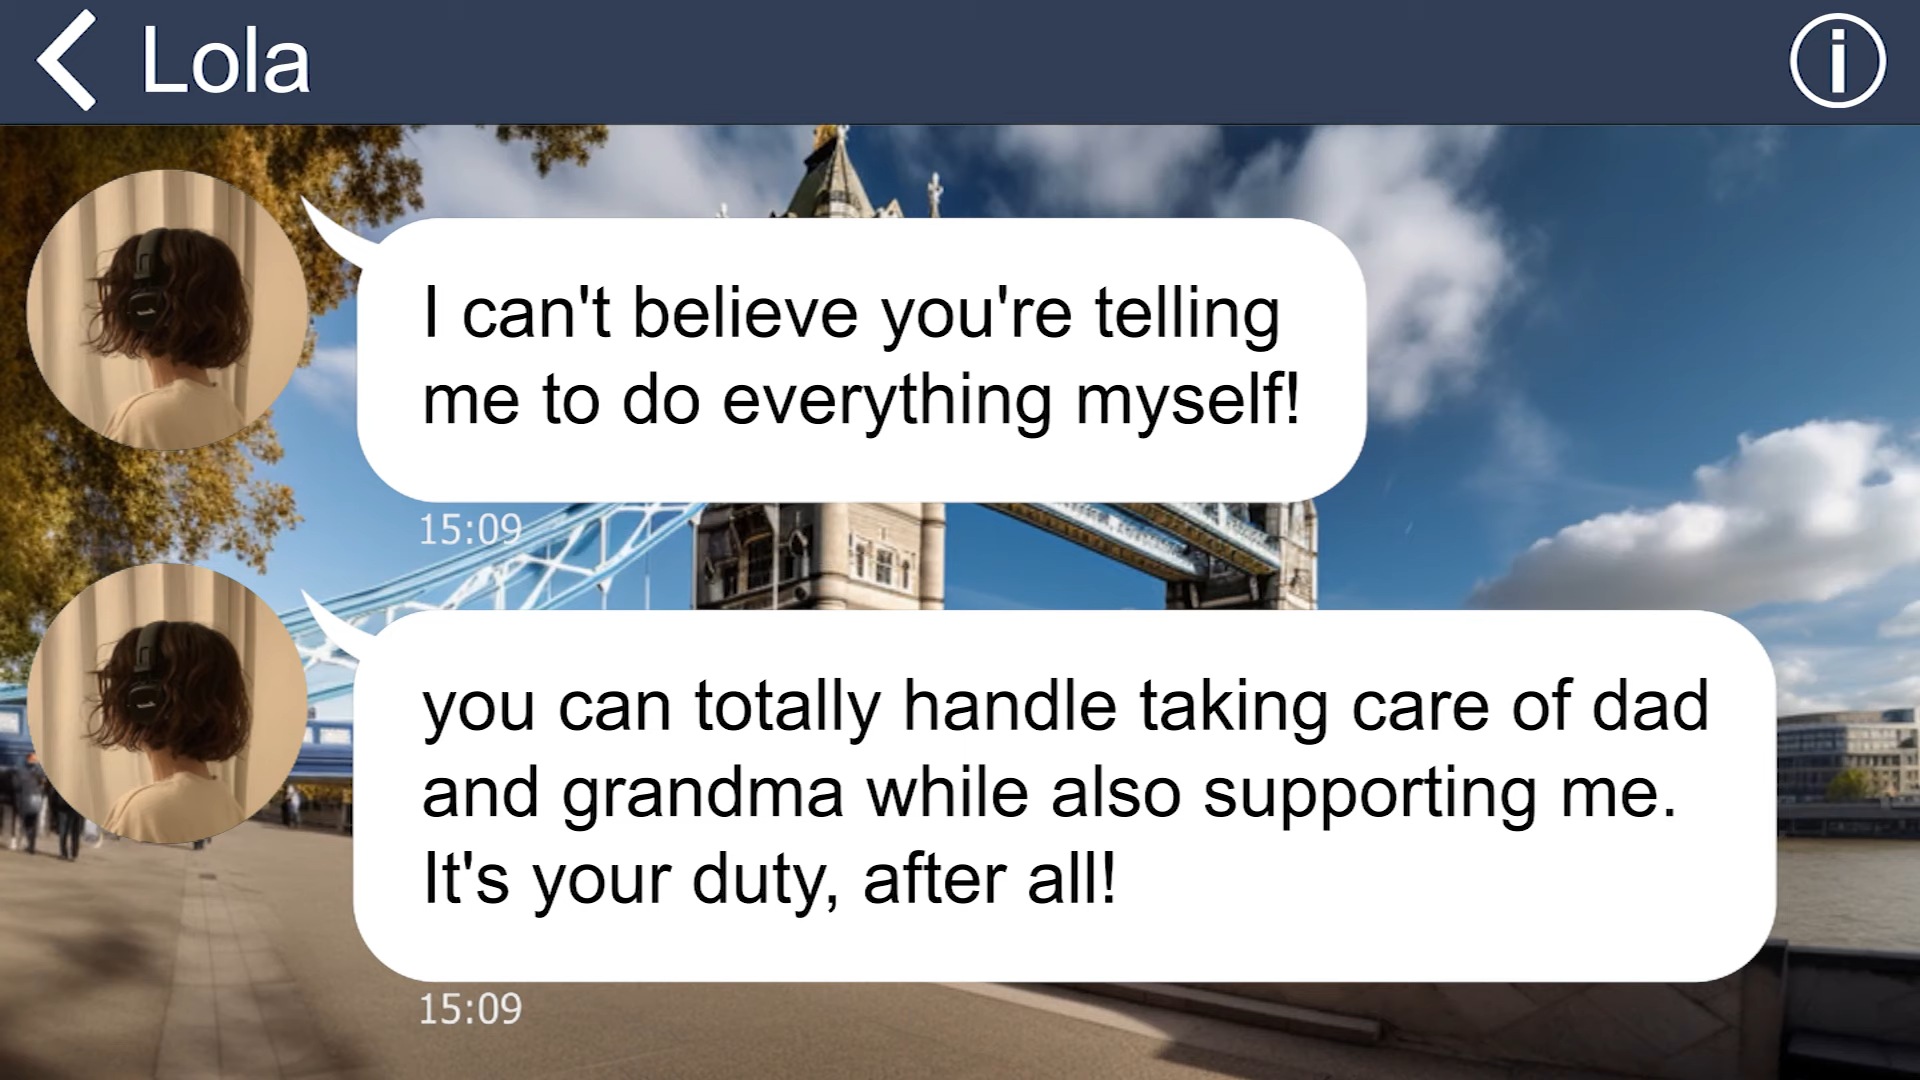 Lola
I can't believe you're telling
me to do everything myself!
15:09
you can totally handle taking care of dad
and grandma while also supporting me.
It's your duty, after all!
15:09